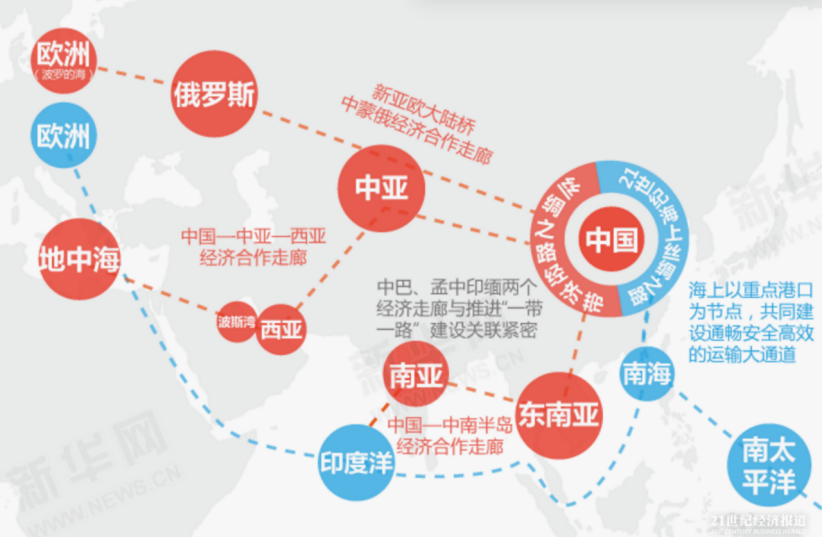 欧洲
（波罗的海）
俄罗斯
欧洲
新亚欧大陆桥
中蒙俄经济合作走廊
中亚
丝绸之路经济带
21世纪海上丝绸之路
中国
地中海
中国—中亚—西亚
经济合作走廊
波斯湾
西亚
中巴、孟中印缅两个
经济走廊与推进“一带
一路”建设关联紧密
海上以重点港口
为节点，共同建
设通畅安全高效
的运输大通道
南亚
南海
东南亚
中国—中南半岛
经济合作走廊
印度洋
南太
平洋
新华网
WWW.NEWS.CN
21世纪经济报道